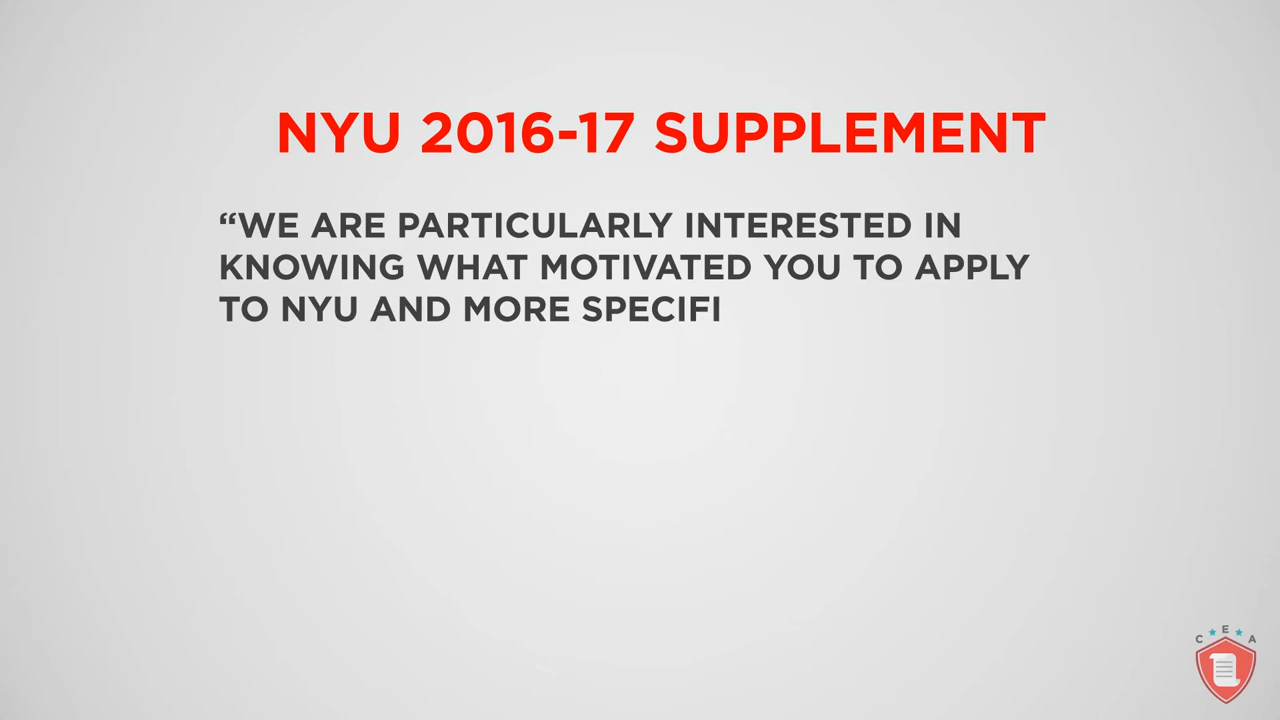 NYU 2016-17 SUPPLEMENT
“WE ARE PARTICULARLY INTERESTED IN
KNOWING WHAT MOTIVATED YOU TO APPLY
TO NYU AND MORE SPECIFI
C E A